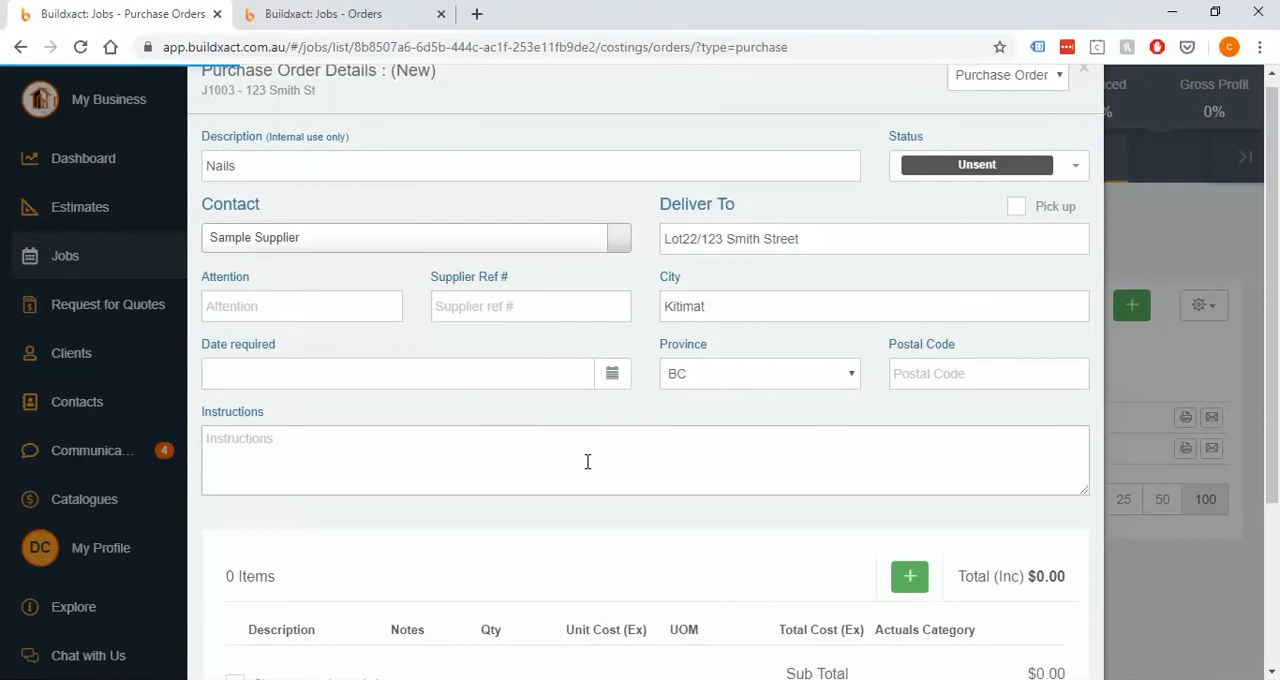 Buildxact: Jobs - Purchase Orders
Buildxact: Jobs - Orders
app.buildxact.com.au/#/jobs/list/8b8507a6-6d5b-444c-ac1f-253e11fb9de2/costings/orders/?type=purchase
C
My Business
Dashboard
Estimates
Jobs
Request for Quotes
Clients
Contacts
Communica... 4
Catalogues
DC My Profile
Explore
Chat with Us
Purchase Order Details : (New)
J1003 - 123 Smith St
Purchase Order
Gross Profit
% 0%
Description (Internal use only)
Status
Nails
Unsent
Contact
Deliver To
Pick up
Sample Supplier
Lot22/123 Smith Street
Attention
Supplier Ref #
City
Attention
Supplier ref #
Kitimat
Date required
Province
Postal Code
BC
Postal Code
Instructions
Instructions
25 50 100
0 Items
+
Total (Inc) $0.00
Description Notes Qty Unit Cost (Ex) UOM Total Cost (Ex) Actuals Category
Sub Total $0.00